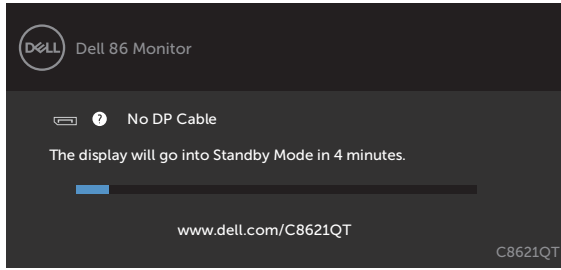 DELL Dell 86 Monitor
? No DP Cable
The display will go into Standby Mode in 4 minutes.
www.dell.com/C8621QT
C8621QT